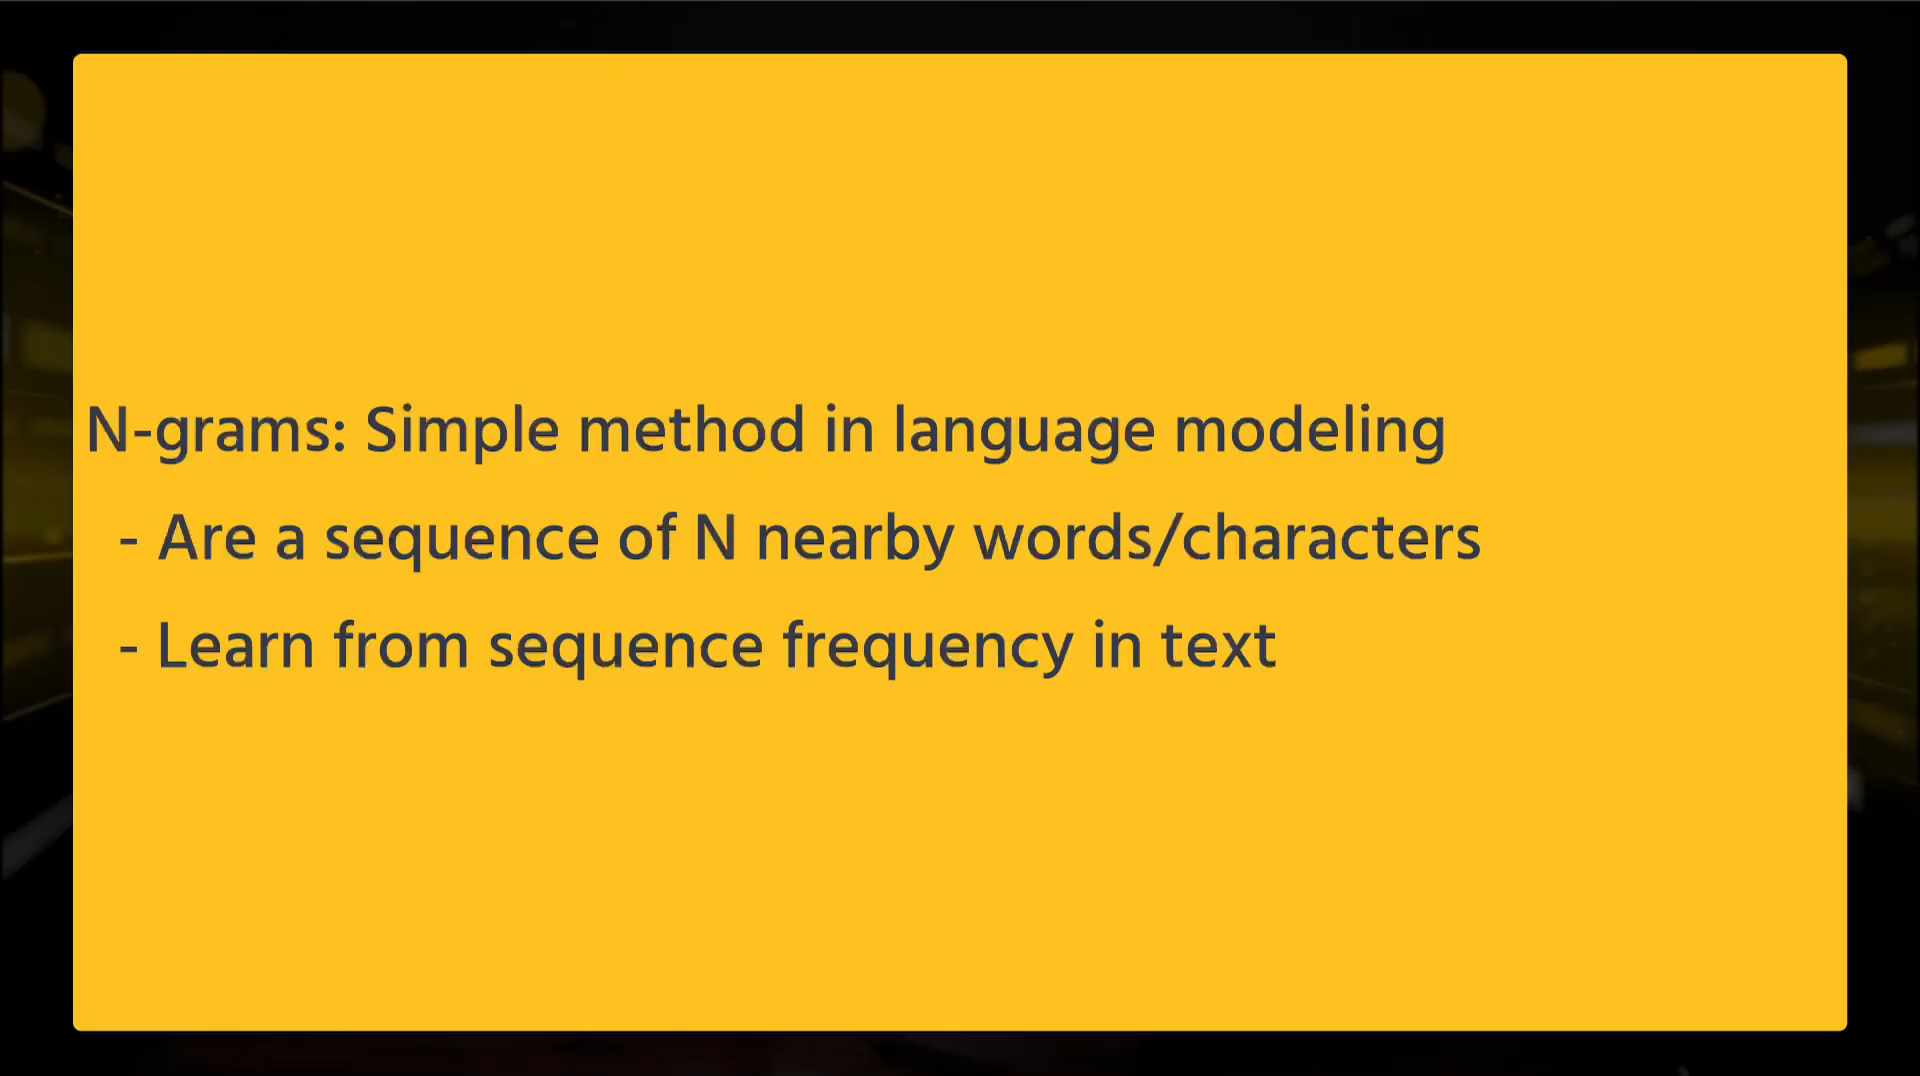 N-grams: Simple method in language modeling
- Are a sequence of N nearby words/characters
- Learn from sequence frequency in text